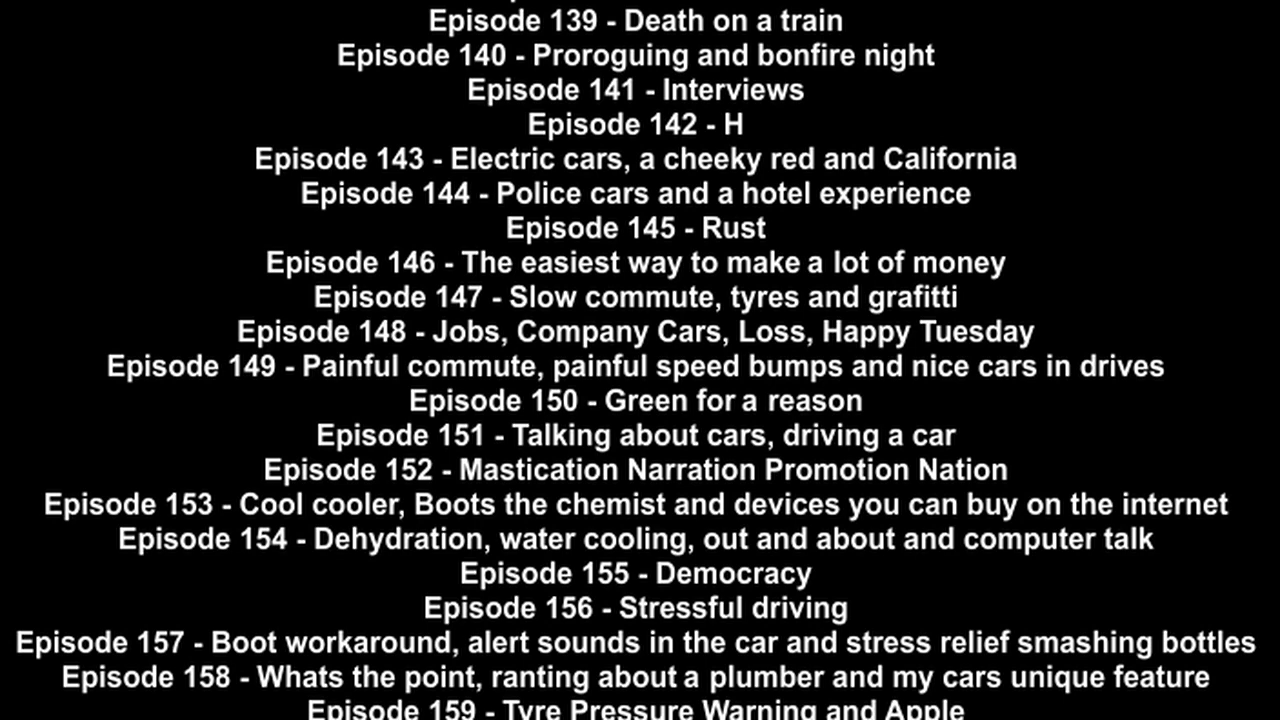 Episode 139 - Death on a train
Episode 140 - Proroguing and bonfire night
Episode 141 - Interviews
Episode 142 - H
Episode 143 - Electric cars, a cheeky red and California
Episode 144 - Police cars and a hotel experience
Episode 145 - Rust
Episode 146 - The easiest way to make a lot of money
Episode 147 - Slow commute, tyres and grafitti
Episode 148 - Jobs, Company Cars, Loss, Happy Tuesday
Episode 149 - Painful commute, painful speed bumps and nice cars in drives
Episode 150 - Green for a reason
Episode 151 - Talking about cars, driving a car
Episode 152 - Mastication Narration Promotion Nation
Episode 153 - Cool cooler, Boots the chemist and devices you can buy on the internet
Episode 154 - Dehydration, water cooling, out and about and computer talk
Episode 155 - Democracy
Episode 156 - Stressful driving
Episode 157 - Boot workaround, alert sounds in the car and stress relief smashing bottles
Episode 158 - Whats the point, ranting about a plumber and my cars unique feature
Episode 159 - Tyre Pressure Warning and Apple